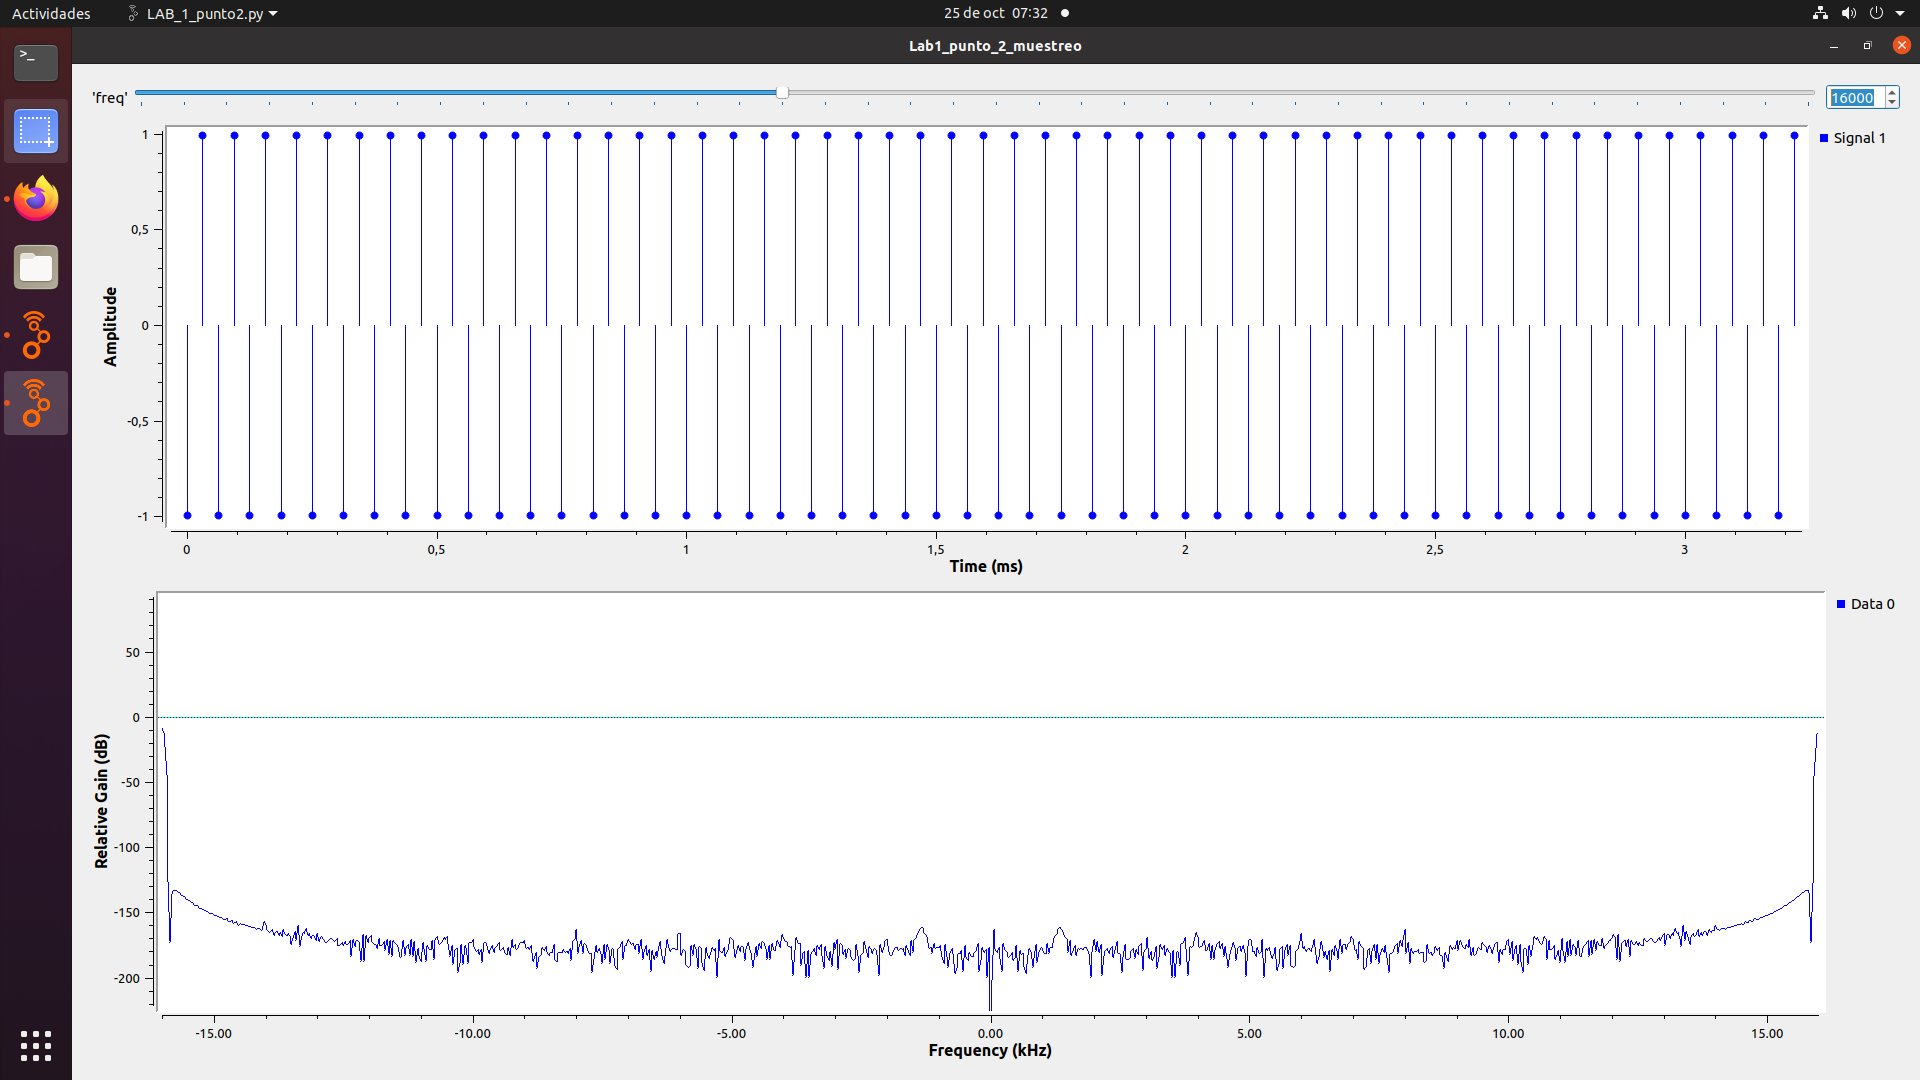 Actividades
LAB_1_punto2.py
25 de oct 07:32
Lab1_punto_2_muestreo
'freq'
16000
Signal 1
1
0,5
0
-0,5
-1
Amplitude
0 0,5 1 1,5 2 2,5 3
Time (ms)
Data 0
50
0
-50
-100
-150
-200
Relative Gain (dB)
-15.00 -10.00 -5.00 0.00 5.00 10.00 15.00
Frequency (kHz)